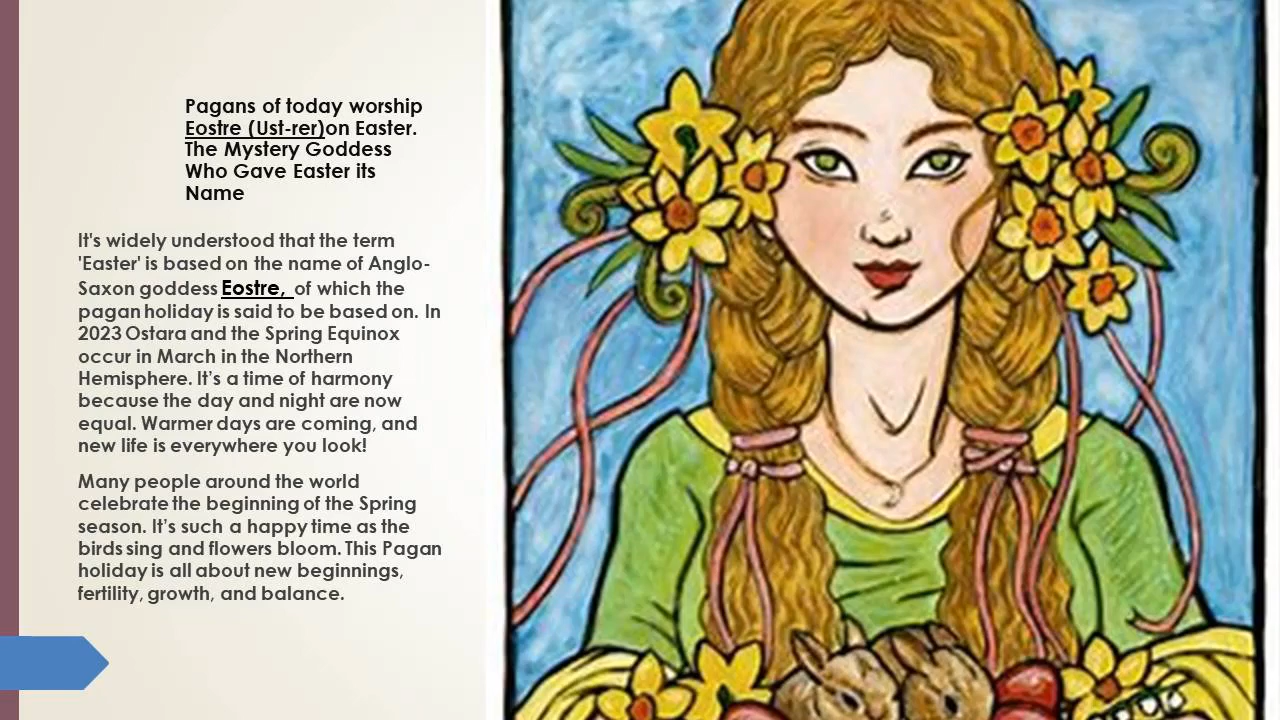 Pagans of today worship
Eostre (Ust-rer)on Easter.
The Mystery Goddess
Who Gave Easter its
Name
It's widely understood that the term
'Easter' is based on the name of Anglo-
Saxon goddess Eostre, of which the
pagan holiday is said to be based on. In
2023 Ostara and the Spring Equinox
occur in March in the Northern
Hemisphere. It's a time of harmony
because the day and night are now
equal. Warmer days are coming, and
new life is everywhere you look!
Many people around the world
celebrate the beginning of the Spring
season. It's such a happy time as the
birds sing and flowers bloom. This Pagan
holiday is all about new beginnings,
fertility, growth, and balance.